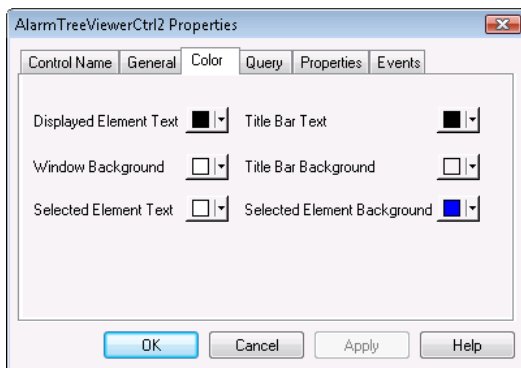 AlarmTreeViewerCtrl2 Properties
Control Name General Color Query Properties Events
Displayed Element Text Title Bar Text
Window Background Title Bar Background
Selected Element Text Selected Element Background
OK Cancel Apply Help